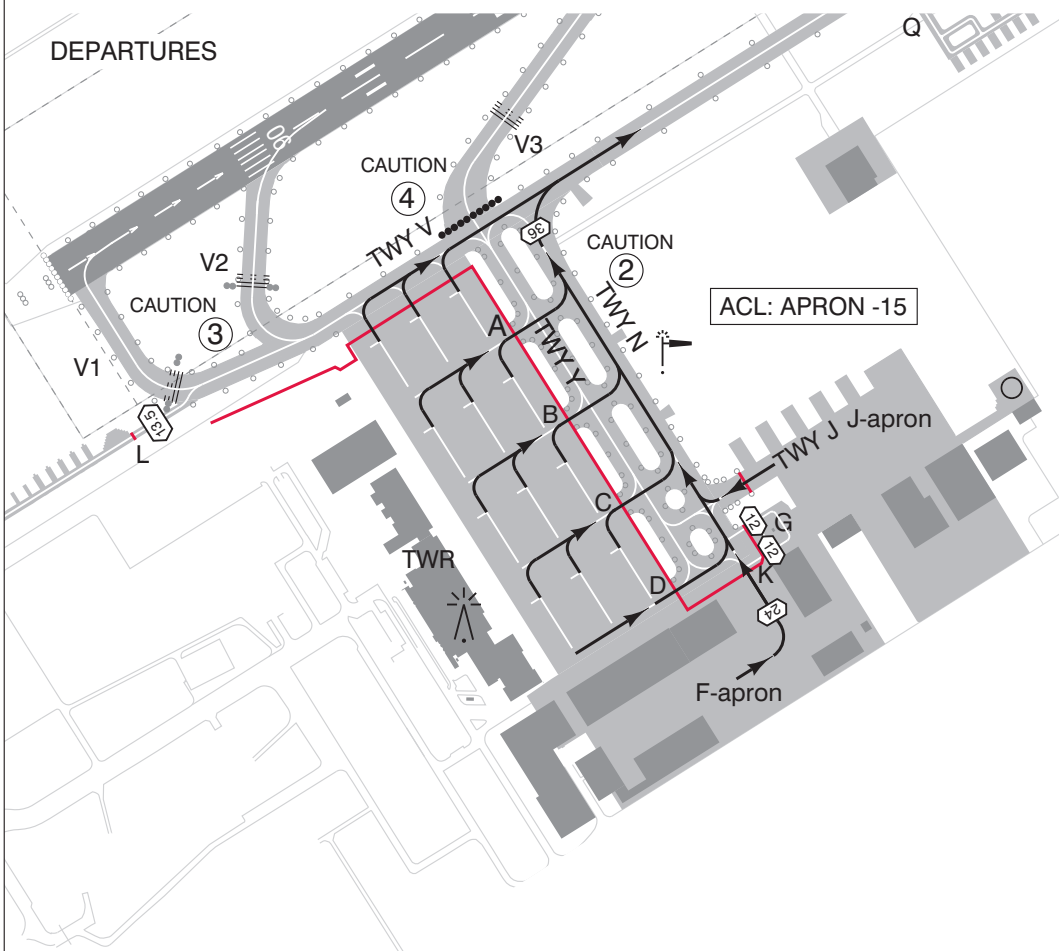 DEPARTURES
Q
06
V3
CAUTION
4
TWY V
36
CAUTION
2
V2
CAUTION
3
TWY N
ACL: APRON -15
A
TWY Y
V1
B
13.5
L
TWY J
J-apron
C
12
G
12
TWR
D
K
24
F-apron